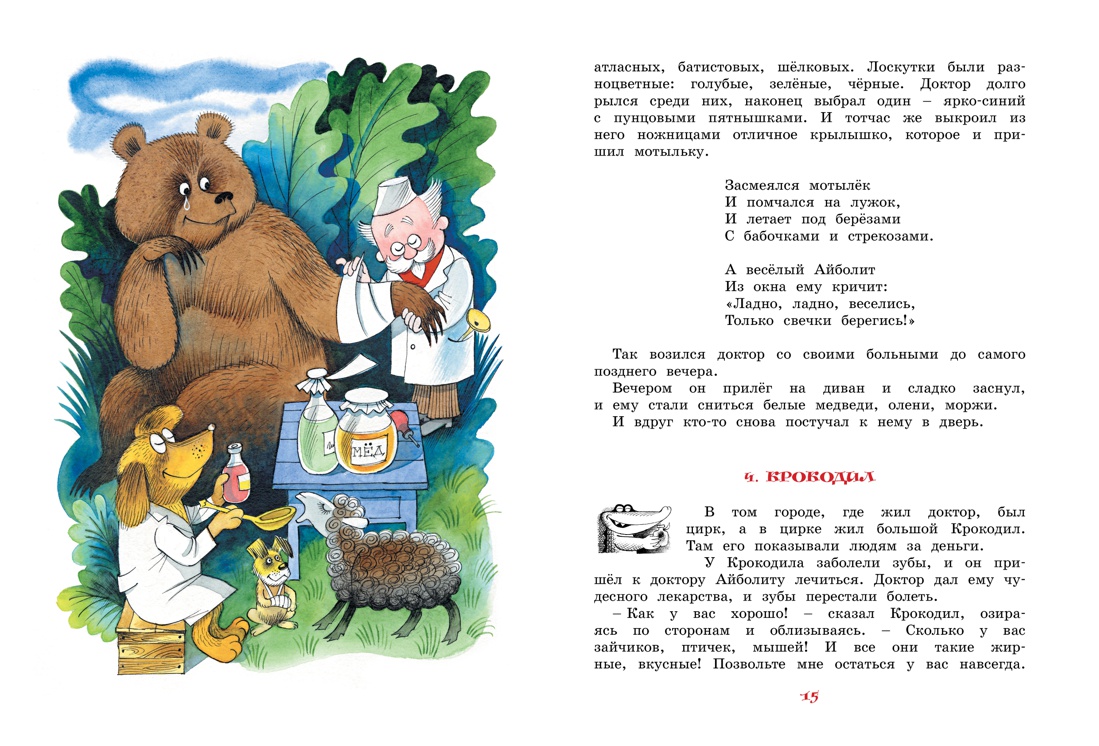 МЁД
атласных, батистовых, шёлковых. Лоскутки были раз-
ноцветные: голубые, зелёные, чёрные. Доктор долго
рылся среди них, наконец выбрал один – ярко-синий
с пунцовыми пятнышками. И тотчас же выкроил из
него ножницами отличное крылышко, которое и при-
шил мотыльку.
Засмеялся мотылёк
И помчался на лужок,
И летает под берёзами
С бабочками и стрекозами.
А весёлый Айболит
Из окна ему кричит:
«Ладно, ладно, веселись,
Только свечки берегись!»
Так возился доктор со своими больными до самого
позднего вечера.
Вечером он прилёг на диван и сладко заснул,
и ему стали сниться белые медведи, олени, моржи.
И вдруг кто-то снова постучал к нему в дверь.
4. КРОКОДИЛ
В том городе, где жил доктор, был
цирк, а в цирке жил большой Крокодил.
Там его показывали людям за деньги.
У Крокодила заболели зубы, и он при-
шёл к доктору Айболиту лечиться. Доктор дал ему чу-
десного лекарства, и зубы перестали болеть.
– Как у вас хорошо! – сказал Крокодил, озира-
ясь по сторонам и облизываясь. – Сколько у вас
зайчиков, птичек, мышей! И все они такие жир-
ные, вкусные! Позвольте мне остаться у вас навсегда.
15